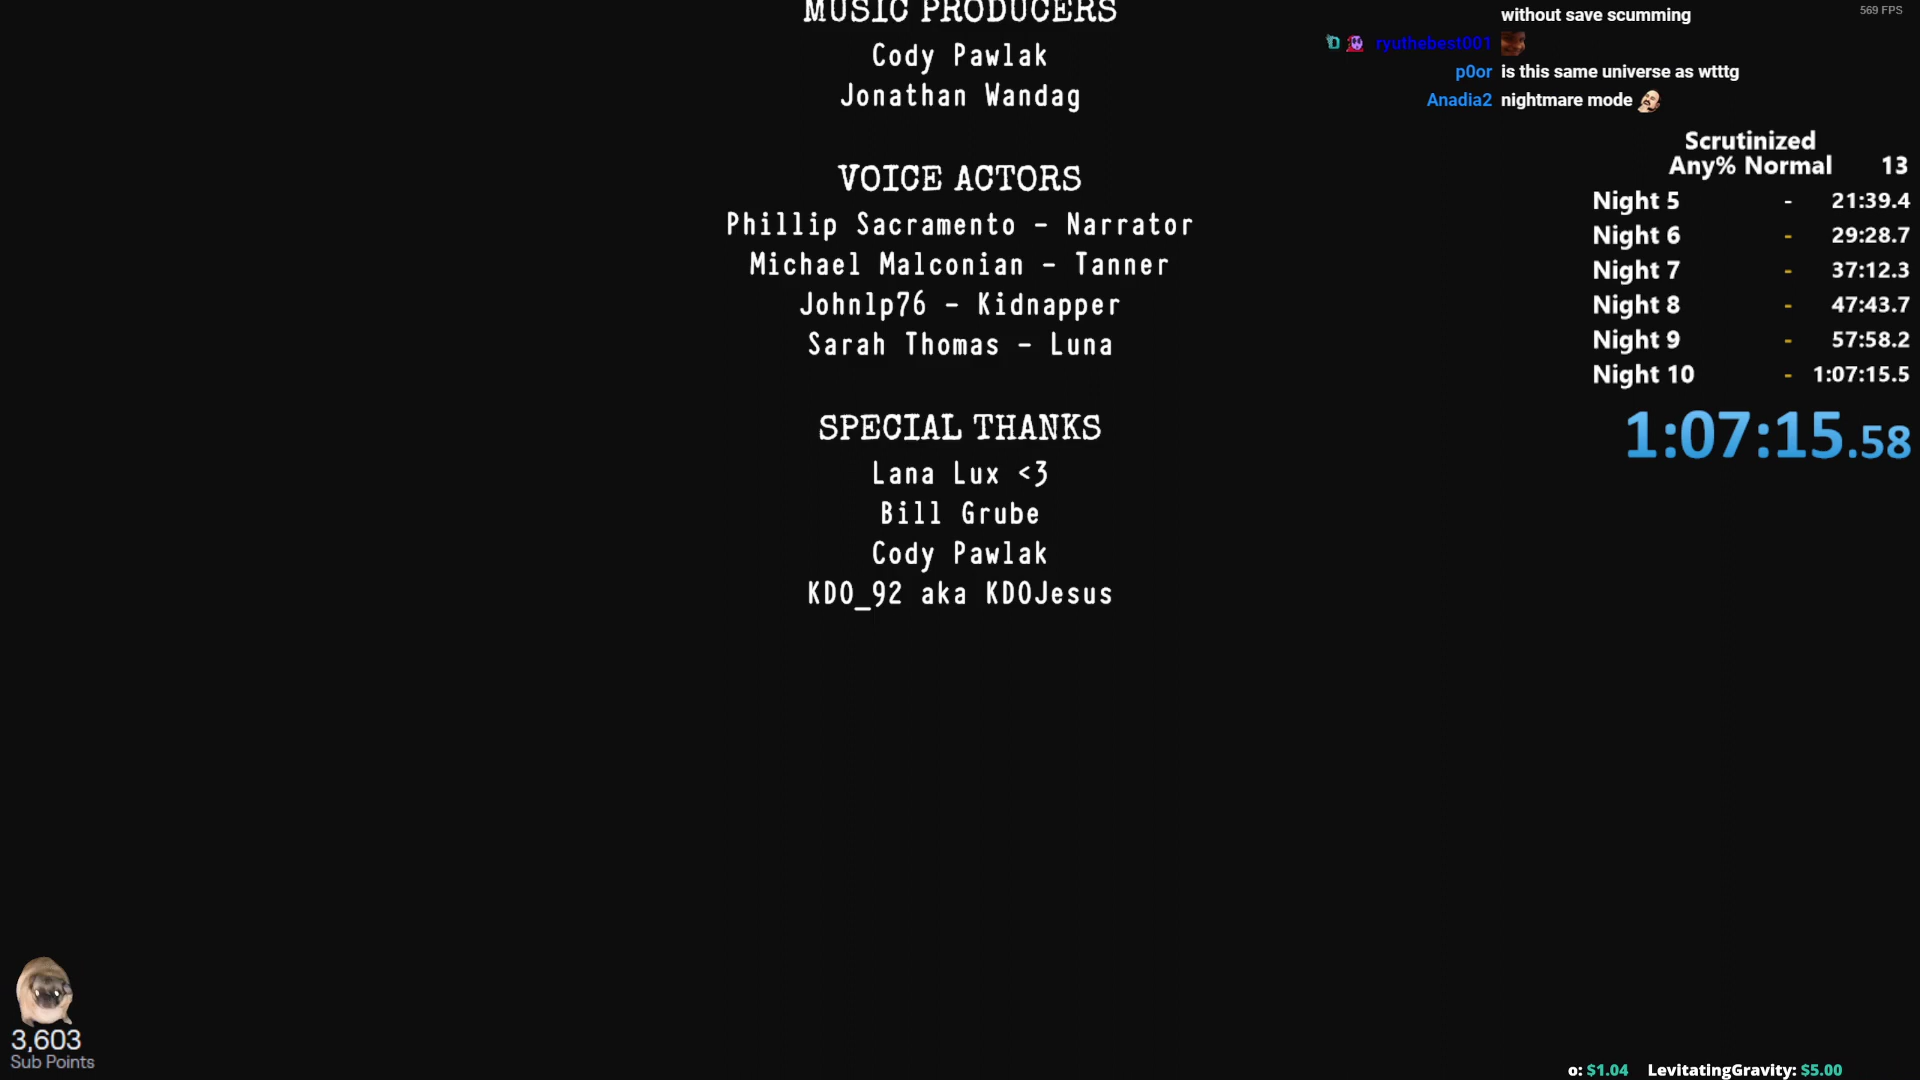 MUSIC PRODUCERS
Cody Pawlak
Jonathan Wandag
VOICE ACTORS
Phillip Sacramento - Narrator
Michael Malconian - Tanner
Johnlp76 - Kidnapper
Sarah Thomas - Luna
SPECIAL THANKS
Lana Lux <3
Bill Grube
Cody Pawlak
KDO_92 aka KDOJesus
without save scumming
ryuthebest001
p0or is this same universe as wtttg
Anadia2 nightmare mode
569 FPS
Scrutinized
Any% Normal 13
Night 5 - 21:39.4
Night 6 - 29:28.7
Night 7 - 37:12.3
Night 8 - 47:43.7
Night 9 - 57:58.2
Night 10 - 1:07:15.5
1:07:15.58
3,603
Sub Points
o: $1.04 LevitatingGravity: $5.00